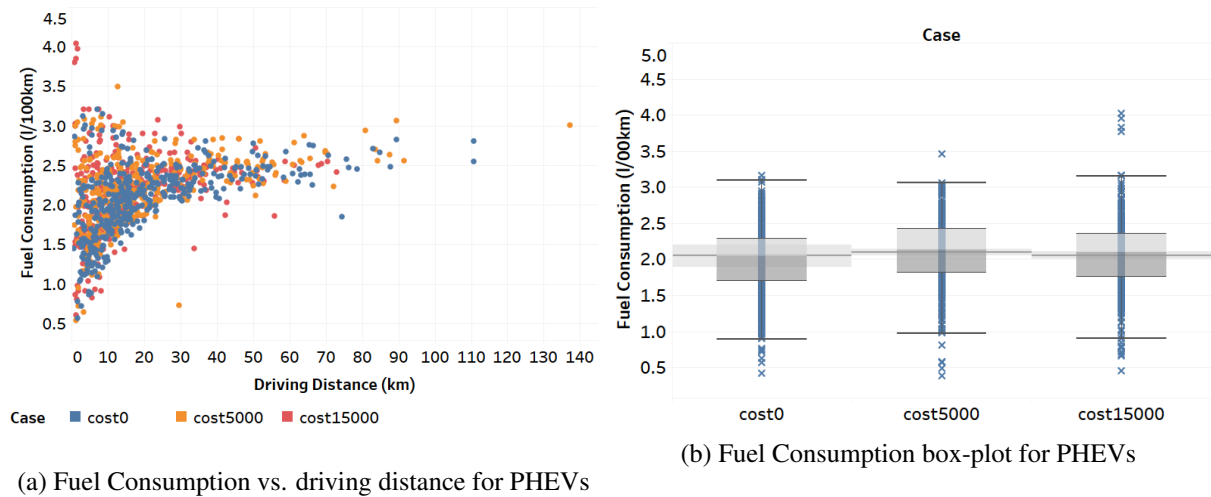 4.5
4.0
3.5
3.0
2.5
2.0
1.5
1.0
0.5
Fuel Consumption (l/100km)
0 10 20 30 40 50 60 70 80 90 100 110 120 130 140
Driving Distance (km)
Case cost0 cost5000 cost15000
(a) Fuel Consumption vs. driving distance for PHEVs
Case
5.0
4.5
4.0
3.5
3.0
2.5
2.0
1.5
1.0
0.5
Fuel Consumption (l/00km)
cost0 cost5000 cost15000
(b) Fuel Consumption box-plot for PHEVs